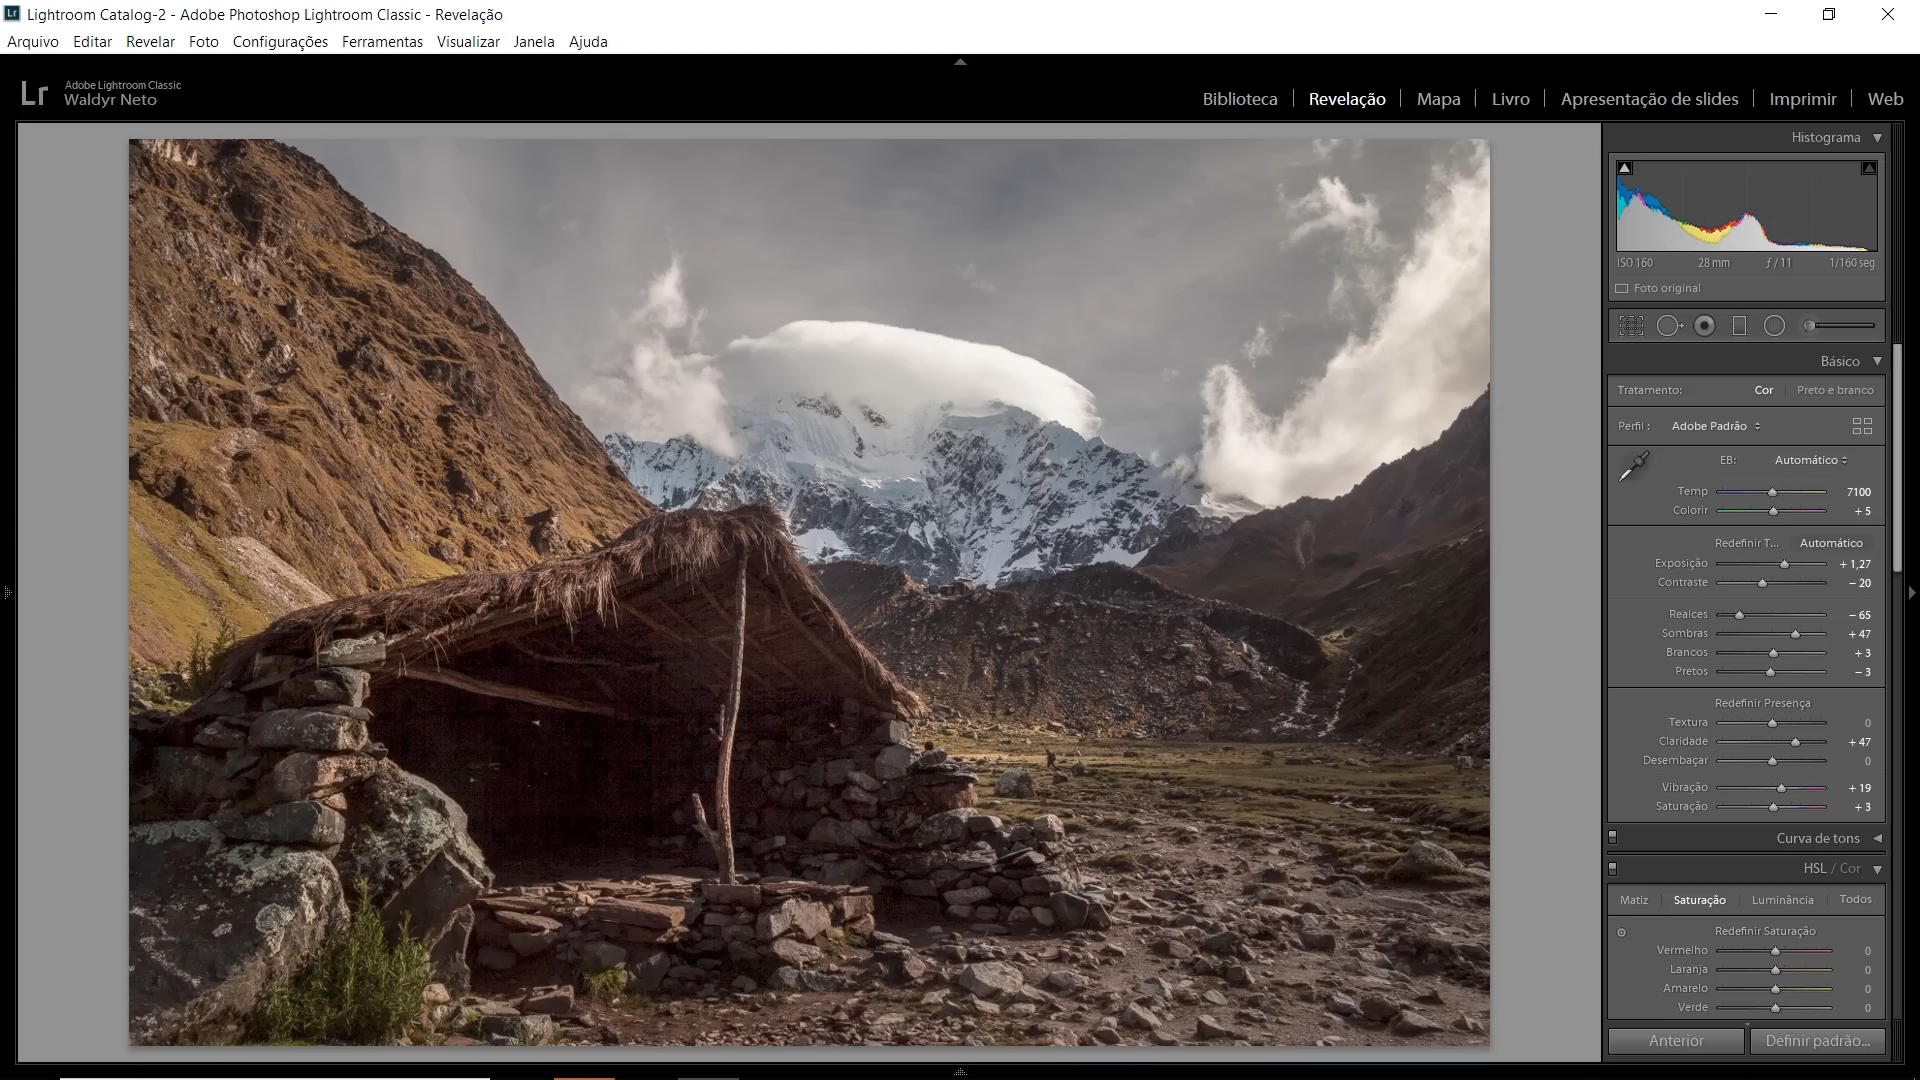 Lightroom Catalog-2 - Adobe Photoshop Lightroom Classic - Revelação
Arquivo Editar Revelar Foto Configurações Ferramentas Visualizar Janela Ajuda
Lr
Adobe Lightroom Classic
Waldyr Neto
Biblioteca Revelação Mapa Livro Apresentação de slides Imprimir Web
Histograma
ISO 160 28 mm ƒ / 11 1/160 seg
Foto original
Básico
Tratamento: Cor Preto e branco
Perfil : Adobe Padrão
EB: Automático
Temp 7100
Colorir + 5
Redefinir T... Automático
Exposição + 1,27
Contraste – 20
Realces – 65
Sombras + 47
Brancos + 3
Pretos – 3
Redefinir Presença
Textura 0
Claridade + 47
Desembaçar 0
Vibração + 19
Saturação + 3
Curva de tons
HSL / Cor
Matiz Saturação Luminância Todos
Redefinir Saturação
Vermelho 0
Laranja 0
Amarelo 0
Verde 0
Anterior Definir padrão...